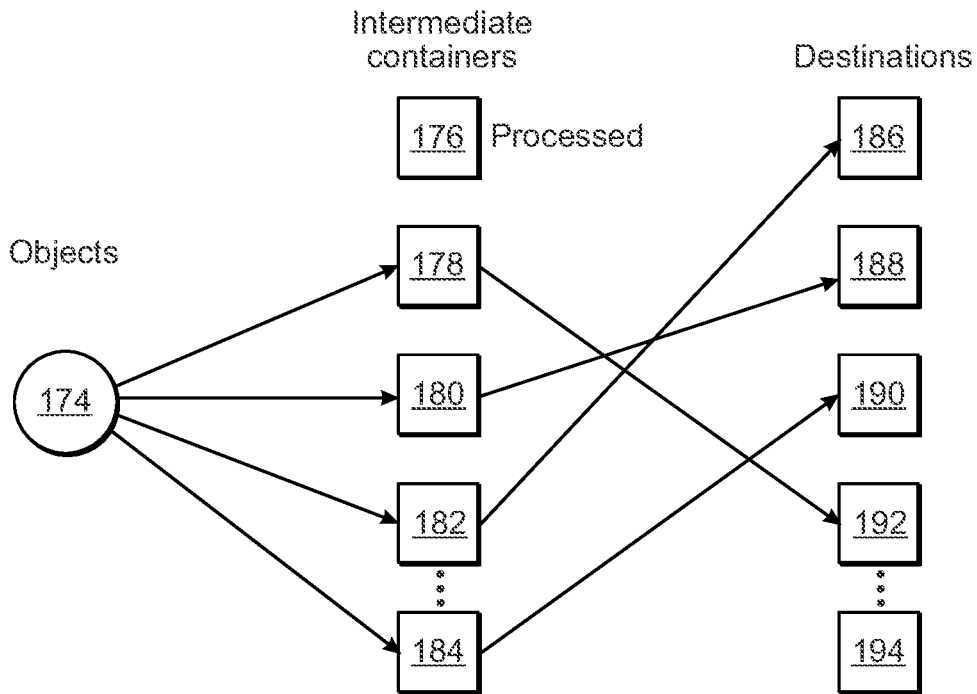 Intermediate
containers
Destinations
176 Processed
186
Objects
178
188
174
180
190
182
192
184
194